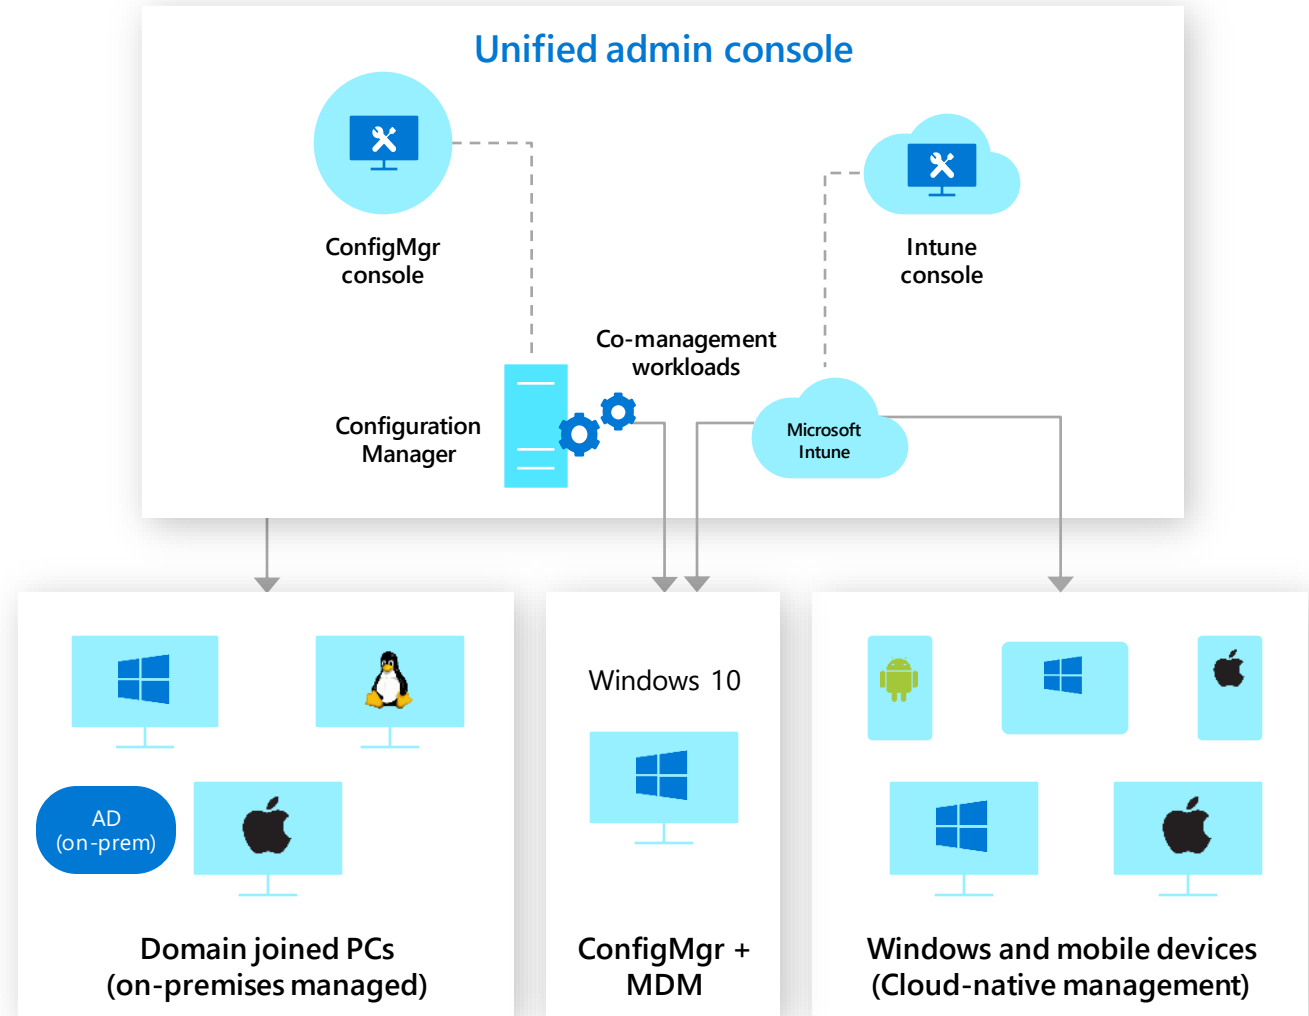 Unified admin console
ConfigMgr
console
Intune
console
Co-management
workloads
Configuration
Manager
Microsoft
Intune
Windows 10
AD
(on-prem)
Domain joined PCs
(on-premises managed)
ConfigMgr +
MDM
Windows and mobile devices
(Cloud-native management)